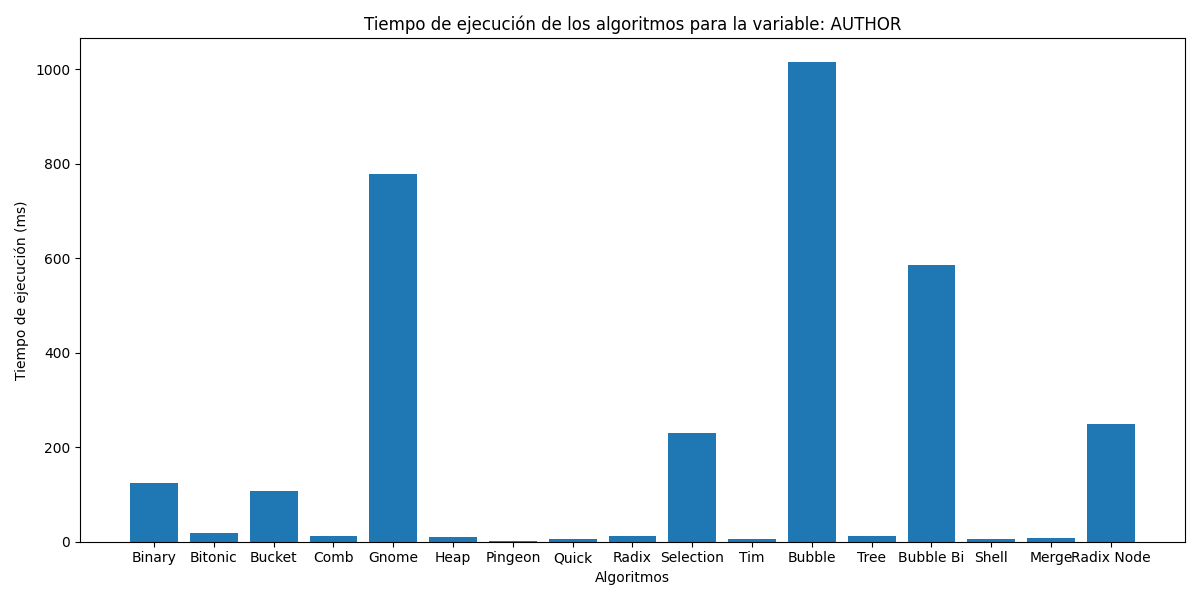 Tiempo de ejecución de los algoritmos para la variable: AUTHOR
Tiempo de ejecución (ms)
1000
800
600
400
200
0
Binary Bitonic Bucket Comb Gnome Heap Pingeon Quick Radix Selection Tim Bubble Tree Bubble Bi Shell Merge Radix Node
Algoritmos